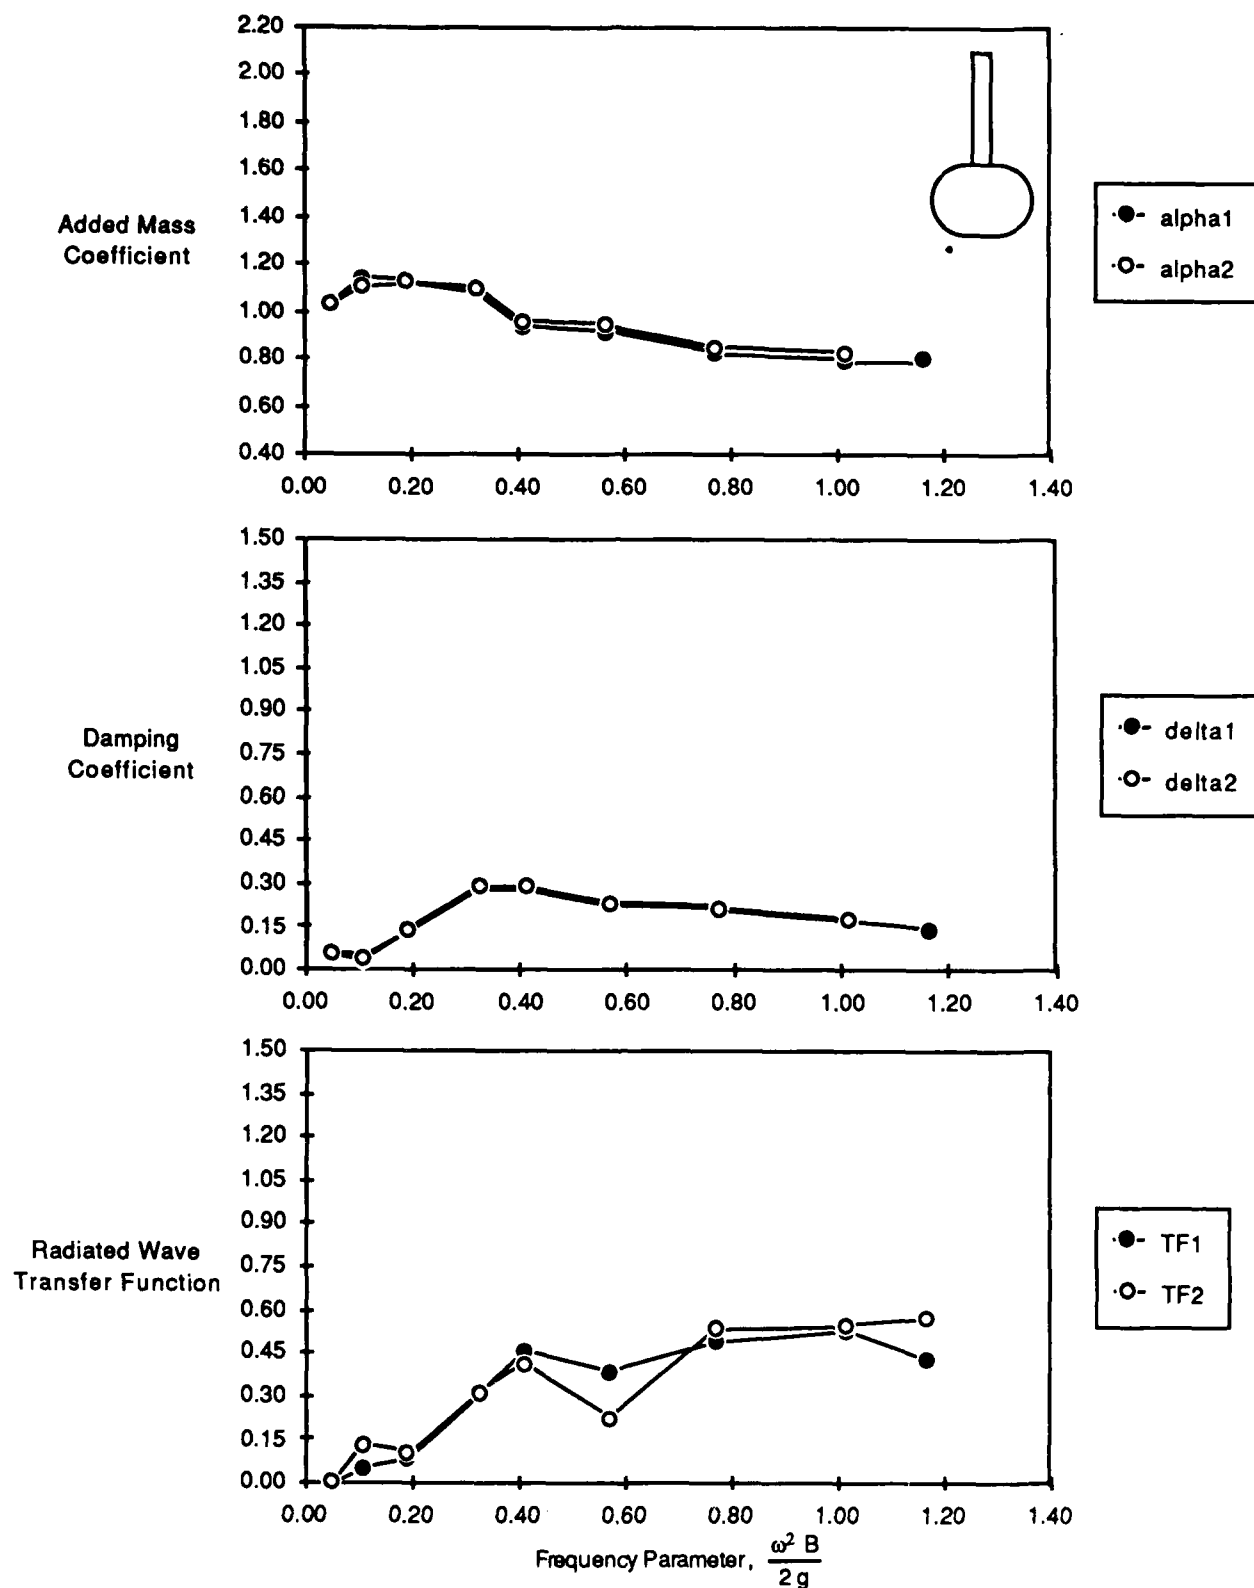 2.20
2.00
1.80
1.60
1.40
1.20
1.00
0.80
0.60
0.40
Added Mass
Coefficient
0.00 0.20 0.40 0.60 0.80 1.00 1.20 1.40
alpha1
alpha2
1.50
1.35
1.20
1.05
0.90
0.75
0.60
0.45
0.30
0.15
0.00
Damping
Coefficient
0.00 0.20 0.40 0.60 0.80 1.00 1.20 1.40
delta1
delta2
1.50
1.35
1.20
1.05
0.90
0.75
0.60
0.45
0.30
0.15
0.00
Radiated Wave
Transfer Function
0.00 0.20 0.40 0.60 0.80 1.00 1.20 1.40
TF1
TF2
Frequency Parameter, ω² B
2 g